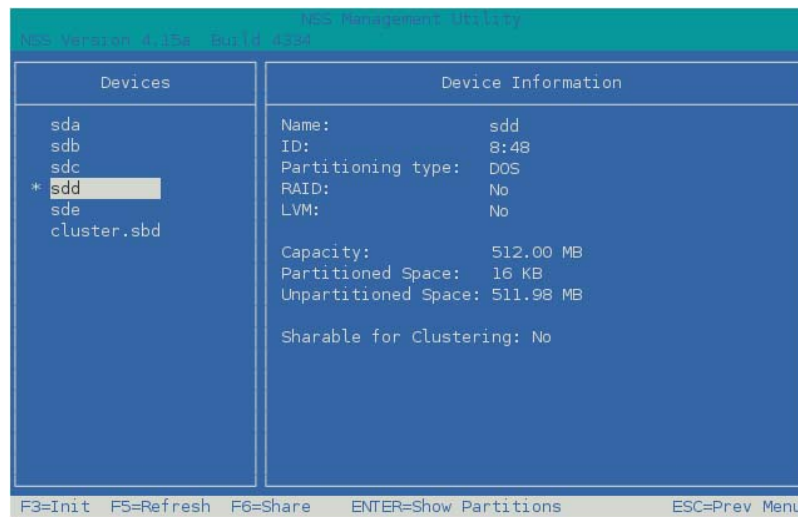 NSS Management Utility
NSS Version 4.15a Build 4334
Devices
sda
sdb
sdc
* sdd
sde
cluster.sbd
Device Information
Name: sdd
ID: 8:48
Partitioning type: DOS
RAID: No
LVM: No
Capacity: 512.00 MB
Partitioned Space: 16 KB
Unpartitioned Space: 511.98 MB
Sharable for Clustering: No
F3=Init F5=Refresh F6=Share ENTER=Show Partitions ESC=Prev Menu